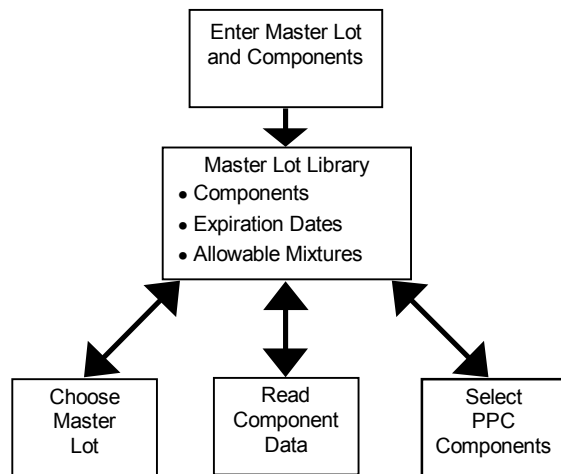 Enter Master Lot
and Components
Master Lot Library
• Components
• Expiration Dates
• Allowable Mixtures
Choose
Master
Lot
Read
Component
Data
Select
PPC
Components